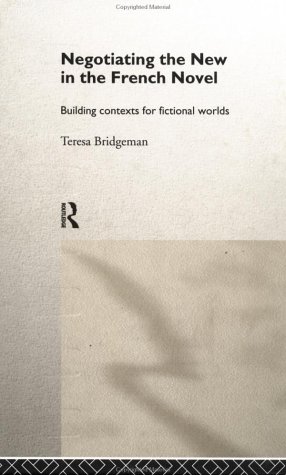 Negotiating the New
in the French Novel
Building contexts for fictional worlds
Teresa Bridgeman
ROUTLEDGE